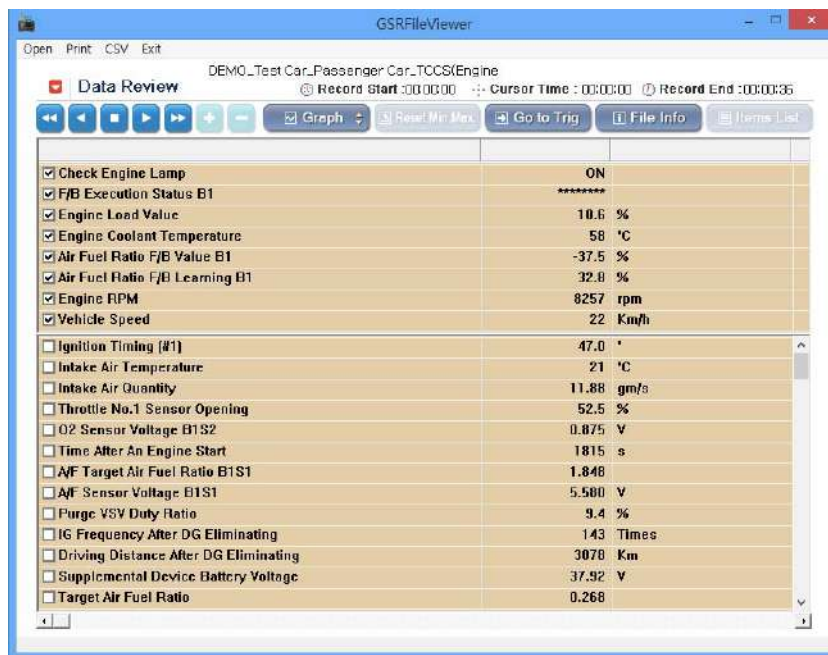 GSRFileViewer
Open Print CSV Exit
DEMO_Test Car_Passenger Car_TCCS(Engine
Data Review
Record Start :00:00:00 Cursor Time : 00:00:00 Record End :00:00:36
Graph Reset Min Max Go to Trig File Info Items List
Check Engine Lamp ON
F/B Execution Status B1 ********
Engine Load Value 10.6 %
Engine Coolant Temperature 58 °C
Air Fuel Ratio F/B Value B1 -37.5 %
Air Fuel Ratio F/B Learning B1 32.8 %
Engine RPM 8257 rpm
Vehicle Speed 22 Km/h
Ignition Timing (#1) 47.0 °
Intake Air Temperature 21 °C
Intake Air Quantity 11.88 gm/s
Throttle No.1 Sensor Opening 52.5 %
O2 Sensor Voltage B1S2 0.875 V
Time After An Engine Start 1815 s
A/F Target Air Fuel Ratio B1S1 1.848
A/F Sensor Voltage B1S1 5.580 V
Purge VSV Duty Ratio 9.4 %
IG Frequency After DG Eliminating 143 Times
Driving Distance After DG Eliminating 3078 Km
Supplemental Device Battery Voltage 37.92 V
Target Air Fuel Ratio 0.268